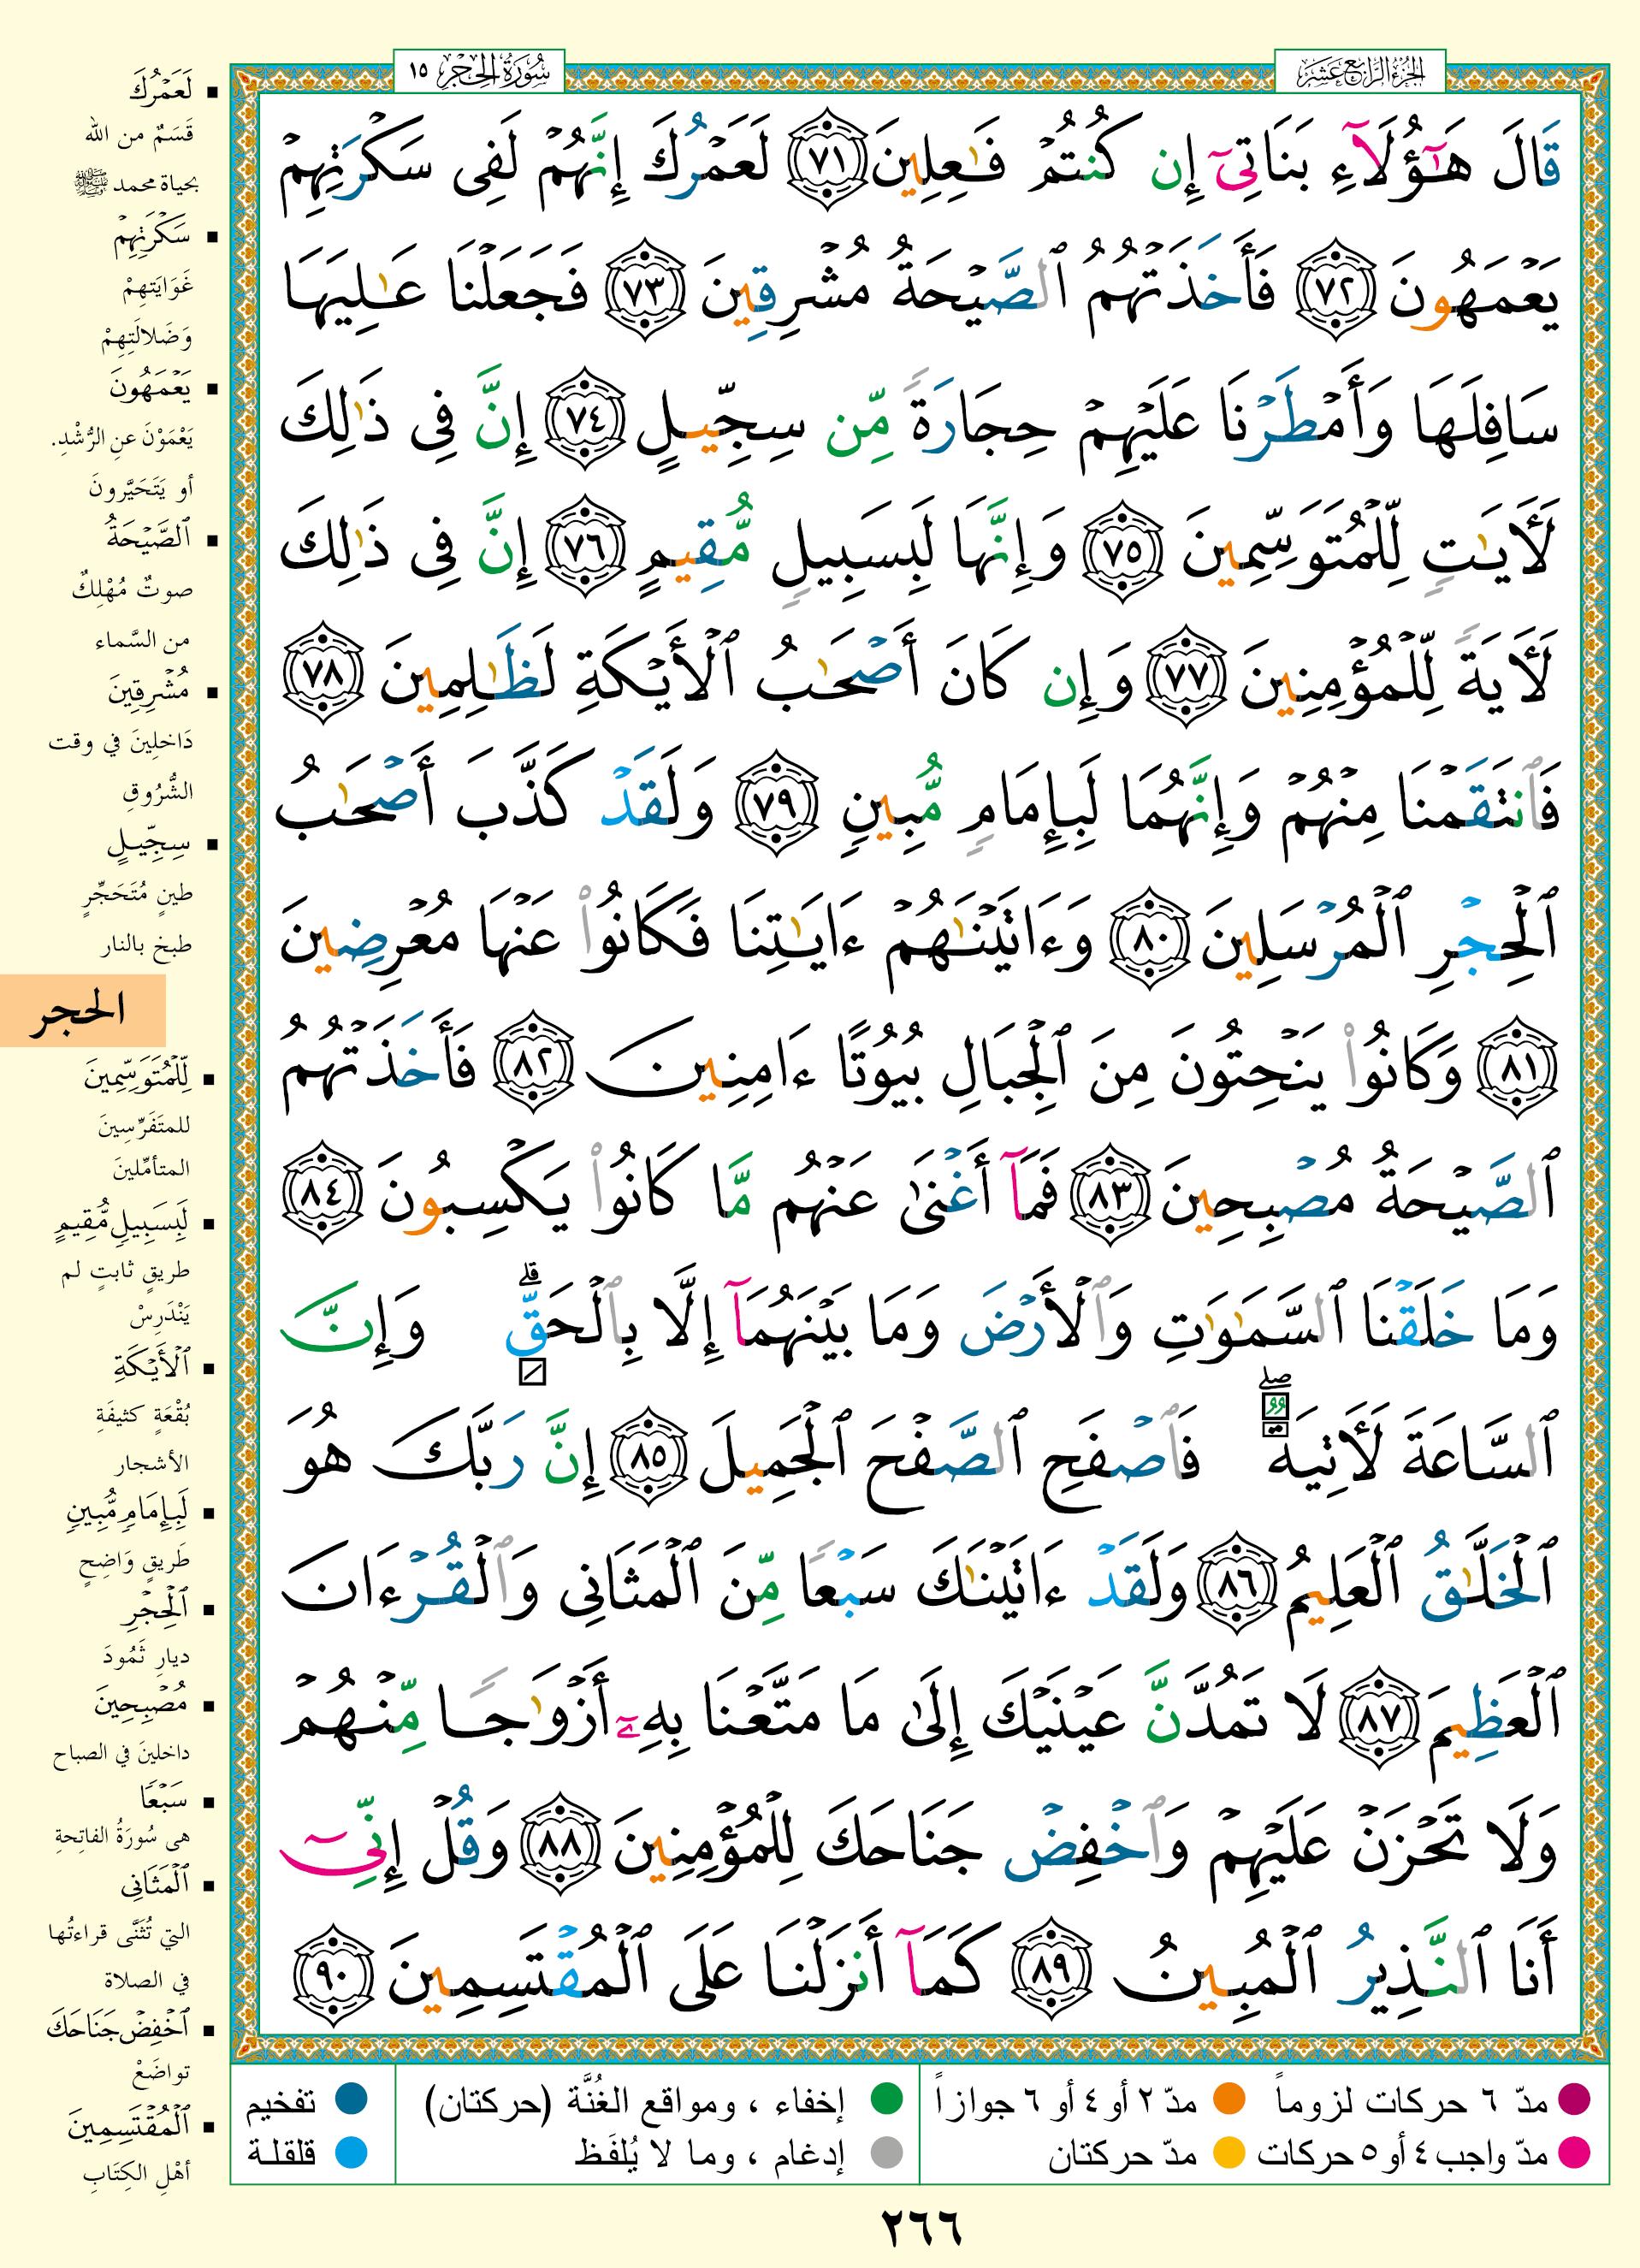 الجزء الرابع عشر
سورة الحجر ١٥
قَالَ هَٰٓؤُلَآءِ بَنَاتِىٓ إِن كُنتُمْ فَٰعِلِينَ ٧١ لَعَمْرُكَ إِنَّهُمْ لَفِى سَكْرَتِهِمْ
يَعْمَهُونَ ٧٢ فَأَخَذَتْهُمُ ٱلصَّيْحَةُ مُشْرِقِينَ ٧٣ فَجَعَلْنَا عَٰلِيَهَا
سَافِلَهَا وَأَمْطَرْنَا عَلَيْهِمْ حِجَارَةً مِّن سِجِّيلٍ ٧٤ إِنَّ فِى ذَٰلِكَ
لَءَايَٰتٍ لِّلْمُتَوَسِّمِينَ ٧٥ وَإِنَّهَا لَبِسَبِيلٍ مُّقِيمٍ ٧٦ إِنَّ فِى ذَٰلِكَ
لَءَايَةً لِّلْمُؤْمِنِينَ ٧٧ وَإِن كَانَ أَصْحَٰبُ ٱلْأَيْكَةِ لَظَٰلِمِينَ ٧٨
فَٱنتَقَمْنَا مِنْهُمْ وَإِنَّهُمَا لَبِإِمَامٍ مُّبِينٍ ٧٩ وَلَقَدْ كَذَّبَ أَصْحَٰبُ
ٱلْحِجْرِ ٱلْمُرْسَلِينَ ٨٠ وَءَاتَيْنَٰهُمْ ءَايَٰتِنَا فَكَانُوا۟ عَنْهَا مُعْرِضِينَ
٨١ وَكَانُوا۟ يَنْحِتُونَ مِنَ ٱلْجِبَالِ بُيُوتًا ءَامِنِينَ ٨٢ فَأَخَذَتْهُمُ
ٱلصَّيْحَةُ مُصْبِحِينَ ٨٣ فَمَآ أَغْنَىٰ عَنْهُم مَّا كَانُوا۟ يَكْسِبُونَ ٨٤
وَمَا خَلَقْنَا ٱلسَّمَٰوَٰتِ وَٱلْأَرْضَ وَمَا بَيْنَهُمَآ إِلَّا بِٱلْحَقِّ ۗ وَإِنَّ
ٱلسَّاعَةَ لَءَاتِيَةٌ ۖ فَٱصْفَحِ ٱلصَّفْحَ ٱلْجَمِيلَ ٨٥ إِنَّ رَبَّكَ هُوَ
ٱلْخَلَّٰقُ ٱلْعَلِيمُ ٨٦ وَلَقَدْ ءَاتَيْنَٰكَ سَبْعًا مِّنَ ٱلْمَثَانِى وَٱلْقُرْءَانَ
ٱلْعَظِيمَ ٨٧ لَا تَمُدَّنَّ عَيْنَيْكَ إِلَىٰ مَا مَتَّعْنَا بِهِۦٓ أَزْوَٰجًا مِّنْهُمْ
وَلَا تَحْزَنْ عَلَيْهِمْ وَٱخْفِضْ جَنَاحَكَ لِلْمُؤْمِنِينَ ٨٨ وَقُلْ إِنِّىٓ
أَنَا ٱلنَّذِيرُ ٱلْمُبِينُ ٨٩ كَمَآ أَنزَلْنَا عَلَى ٱلْمُقْتَسِمِينَ ٩٠
لَعَمْرُكَ
قَسَمٌ من الله
بحياة محمد ﷺ
سَكْرَتِهِمْ
غَوَايَتِهِمْ
وَضَلالَتِهِمْ
يَعْمَهُونَ
يَعْمَوْنَ عنِ الرُّشْدِ.
أو يَتَحَيَّرونَ
ٱلصَّيْحَةُ
صوتٌ مُهْلِكٌ
من السَّماء
مُشْرِقِينَ
دَاخلِينَ في وقت
الشُّرُوقِ
سِجِّيلٍ
طينٍ مُتَحَجِّرٍ
طبخ بالنار
الحجر
لِّلْمُتَوَسِّمِينَ
للمتَفَرِّسِينَ
المتأمِّلينَ
لَبِسَبِيلٍ مُّقِيمٍ
طريقٍ ثابتٍ لم
يَنْدَرِسْ
ٱلْأَيْكَةِ
بُقْعَةٍ كثيفَةِ
الأشجار
لَبِإِمَامٍ مُّبِينٍ
طَريقٍ وَاضِحٍ
ٱلْحِجْرِ
ديارِ ثَمُودَ
مُصْبِحِينَ
داخلينَ في الصباح
سَبْعًا
هى سُورَةُ الفاتِحةِ
ٱلْمَثَانِى
التي تُثَنَّى قراءتُها
في الصلاة
ٱخْفِضْ جَنَاحَكَ
تواضَعْ
ٱلْمُقْتَسِمِينَ
أهْلِ الكِتَابِ
مدّ ٦ حركات لزوماً
مدّ ٢ أو ٤ أو ٦ جوازاً
مدّ واجب ٤ أو ٥ حركات
مدّ حركتان
إخفاء ، ومواقع الغُنَّة (حركتان)
إدغام ، وما لا يُلفَظ
تفخيم
قلقلة
٢٦٦